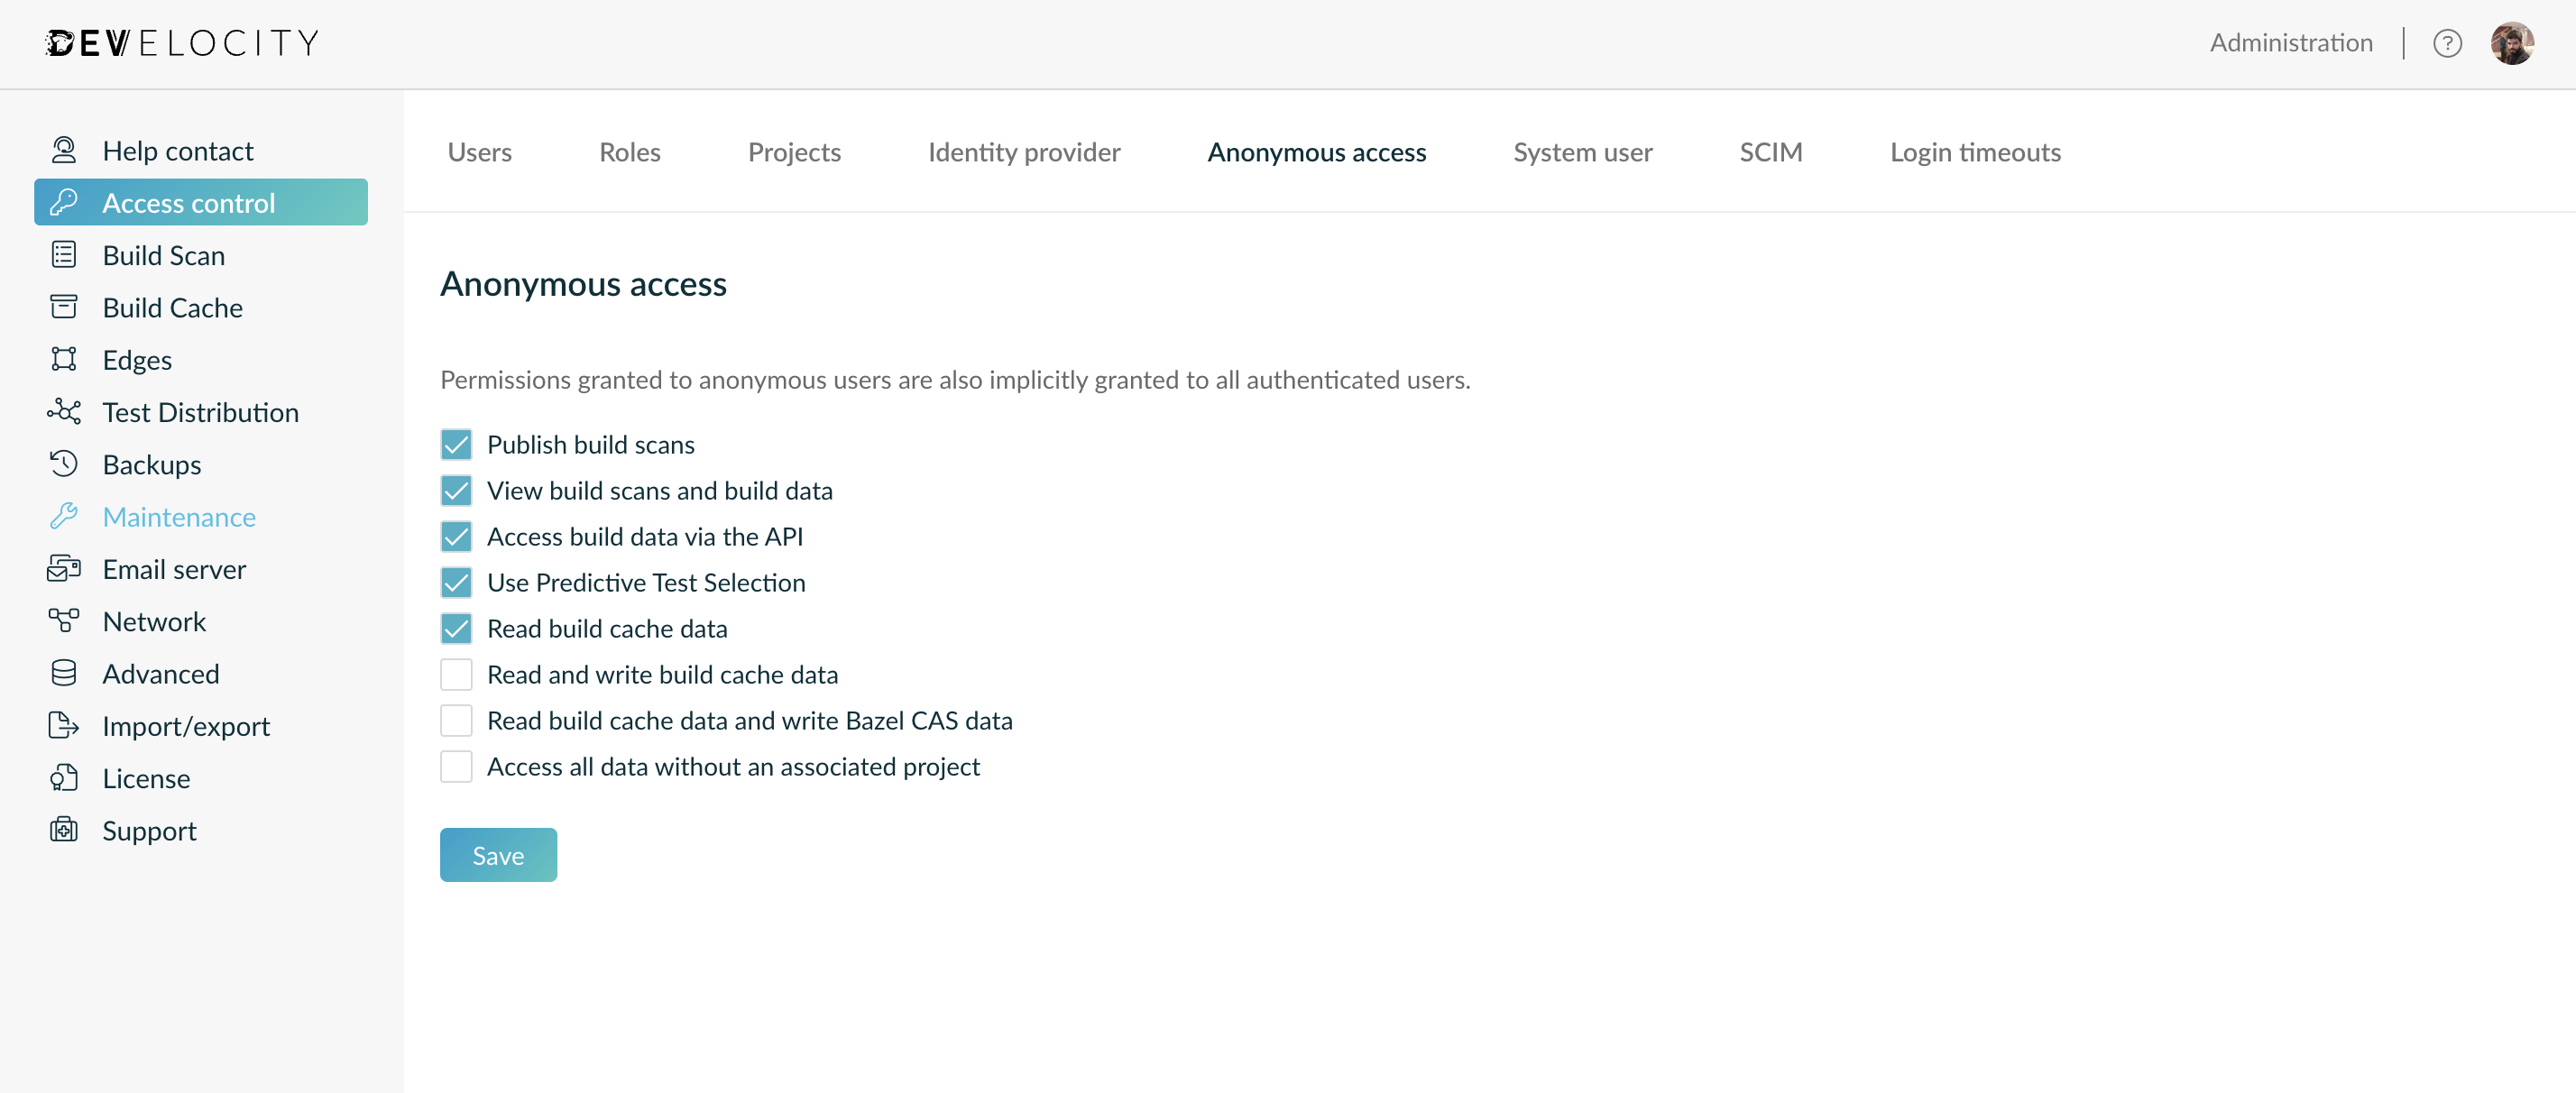 DEVELOCITY
Administration
?
Help contact
Access control
Build Scan
Build Cache
Edges
Test Distribution
Backups
Maintenance
Email server
Network
Advanced
Import/export
License
Support
Users Roles Projects Identity provider Anonymous access System user SCIM Login timeouts
Anonymous access
Permissions granted to anonymous users are also implicitly granted to all authenticated users.
Publish build scans
View build scans and build data
Access build data via the API
Use Predictive Test Selection
Read build cache data
Read and write build cache data
Read build cache data and write Bazel CAS data
Access all data without an associated project
Save